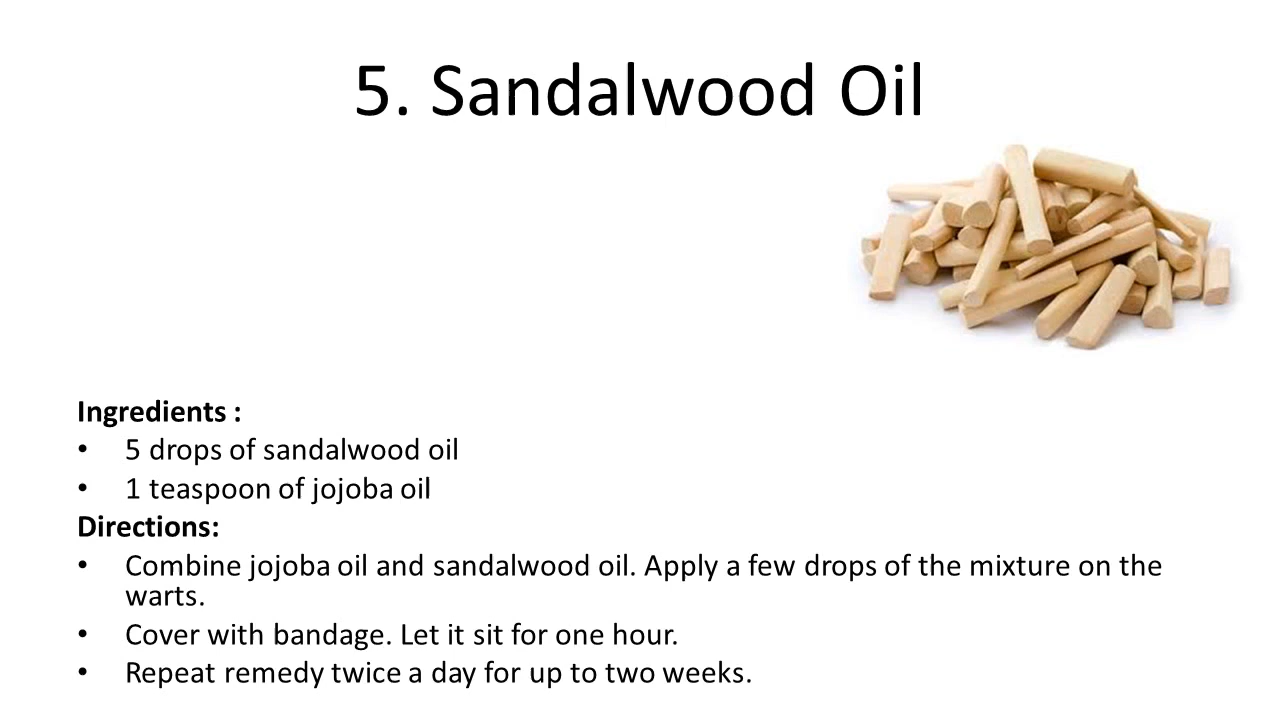 5. Sandalwood Oil
Ingredients :
• 5 drops of sandalwood oil
• 1 teaspoon of jojoba oil
Directions:
• Combine jojoba oil and sandalwood oil. Apply a few drops of the mixture on the
warts.
• Cover with bandage. Let it sit for one hour.
• Repeat remedy twice a day for up to two weeks.